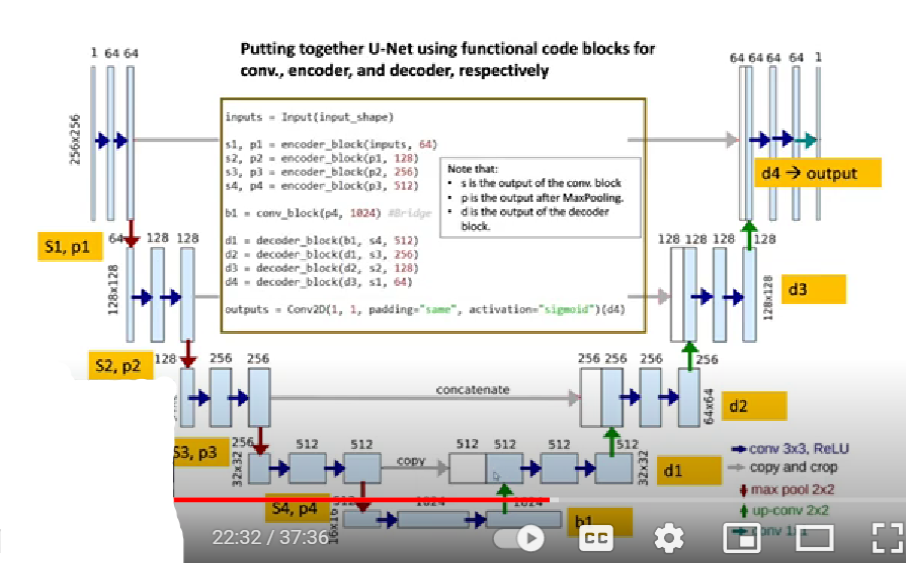 Putting together U-Net using functional code blocks for
conv., encoder, and decoder, respectively
1 64 64
64 64 64 64 1
256x256
inputs = Input(input_shape)
s1, p1 = encoder_block(inputs, 64)
s2, p2 = encoder_block(p1, 128)
s3, p3 = encoder_block(p2, 256)
s4, p4 = encoder_block(p3, 512)
b1 = conv_block(p4, 1024) #Bridge
d1 = decoder_block(b1, s4, 512)
d2 = decoder_block(d1, s3, 256)
d3 = decoder_block(d2, s2, 128)
d4 = decoder_block(d3, s1, 64)
outputs = Conv2D(1, 1, padding="same", activation="sigmoid")(d4)
Note that:
• s is the output of the conv. block
• p is the output after MaxPooling.
• d is the output of the decoder
block.
d4 → output
S1, p1
64 128 128
128 128 128 128
128x128
128x128
d3
S2, p2
128 256 256
256 256 256 256
concatenate
64x64
d2
S3, p3
256 512 512
512 512 512 512
32x32
copy
32x32
d1
conv 3x3, ReLU
copy and crop
max pool 2x2
up-conv 2x2
conv 1x1
S4, p4
16x16
1024 1024
b1
22:32 / 37:36
CC